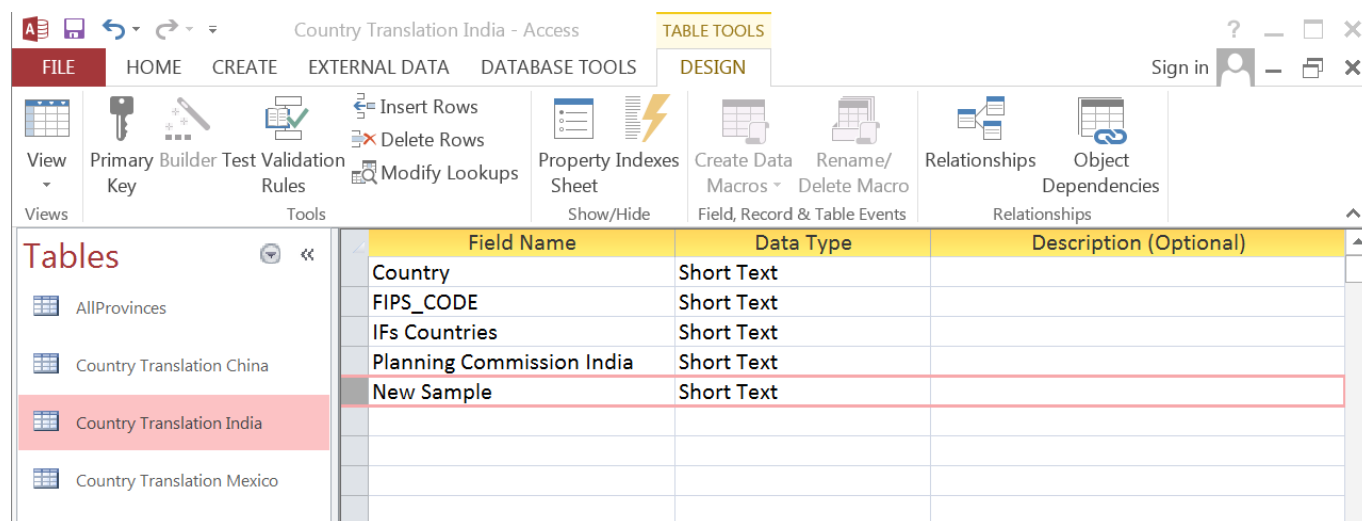 Country Translation India - Access
TABLE TOOLS
?
FILE
HOME
CREATE
EXTERNAL DATA
DATABASE TOOLS
DESIGN
Sign in
View
Primary Key
Builder
Test Validation Rules
Insert Rows
Delete Rows
Modify Lookups
Property Sheet
Indexes
Create Data Macros
Rename/ Delete Macro
Relationships
Object Dependencies
Views
Tools
Show/Hide
Field, Record & Table Events
Relationships
Tables
AllProvinces
Country Translation China
Country Translation India
Country Translation Mexico
Field Name Data Type Description (Optional)
Country Short Text
FIPS_CODE Short Text
IFs Countries Short Text
Planning Commission India Short Text
New Sample Short Text